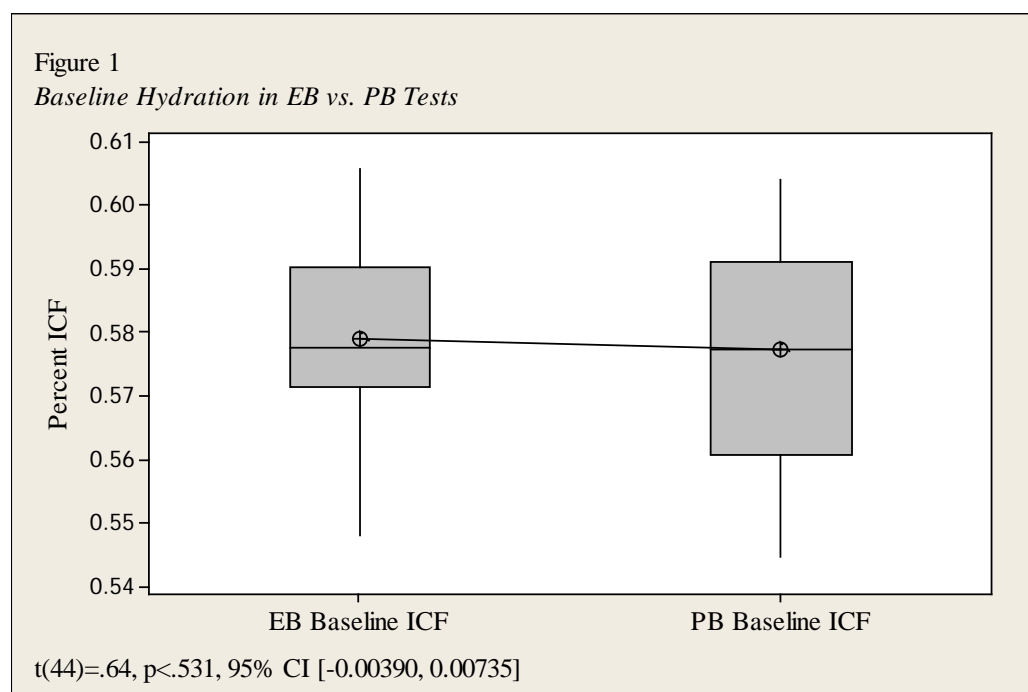 Figure 1
Baseline Hydration in EB vs. PB Tests
0.61
0.60
0.59
0.58
0.57
0.56
0.55
0.54
Percent ICF
EB Baseline ICF PB Baseline ICF
t(44)=.64, p<.531, 95% CI [-0.00390, 0.00735]